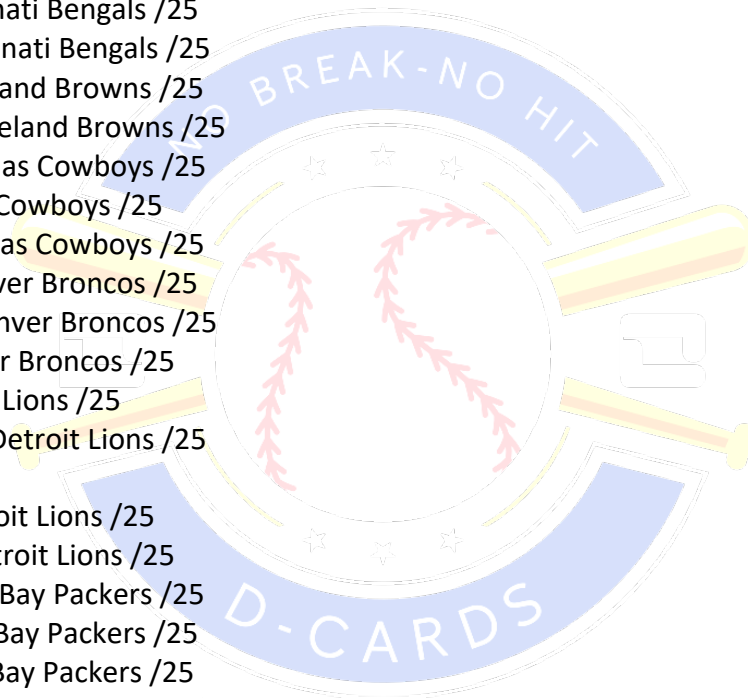 nati Bengals /25
nnati Bengals /25
and Browns /25
eland Browns /25
as Cowboys /25
Cowboys /25
as Cowboys /25
ver Broncos /25
nver Broncos /25
r Broncos /25
Lions /25
Detroit Lions /25
oit Lions /25
troit Lions /25
Bay Packers /25
Bay Packers /25
Bay Packers /25
NO BREAK-NO HIT
D-CARDS